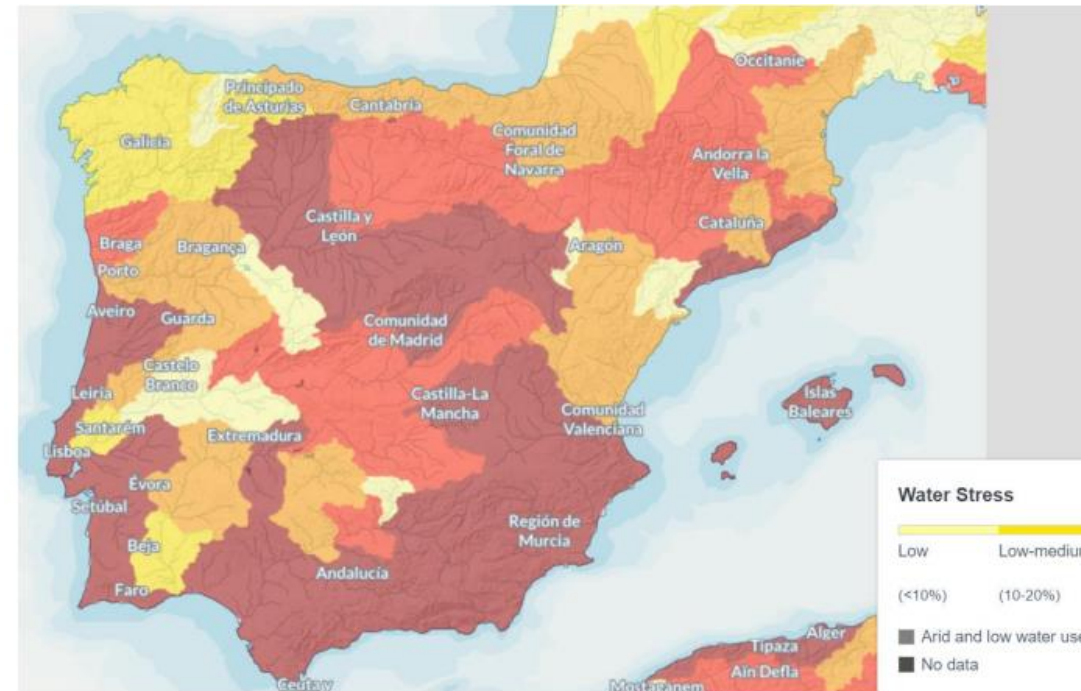 Occitanie
Principado
de Asturias
Cantabria
Galicia
Comunidad
Foral de
Navarra
Andorra la
Vella
Castilla y
León
Cataluña
Braga
Bragança
Aragón
Porto
Aveiro
Guarda
Comunidad
de Madrid
Castelo
Branco
Leiria
Castilla-La
Mancha
Islas
Baleares
Santarém
Comunidad
Valenciana
Extremadura
Lisboa
Évora
Setúbal
Región de
Murcia
Beja
Andalucía
Faro
Alger
Tipaza
Aïn Defla
Mostaganem
Ceuta y
Water Stress
Low Low-medium
(<10%) (10-20%)
Arid and low water use
No data